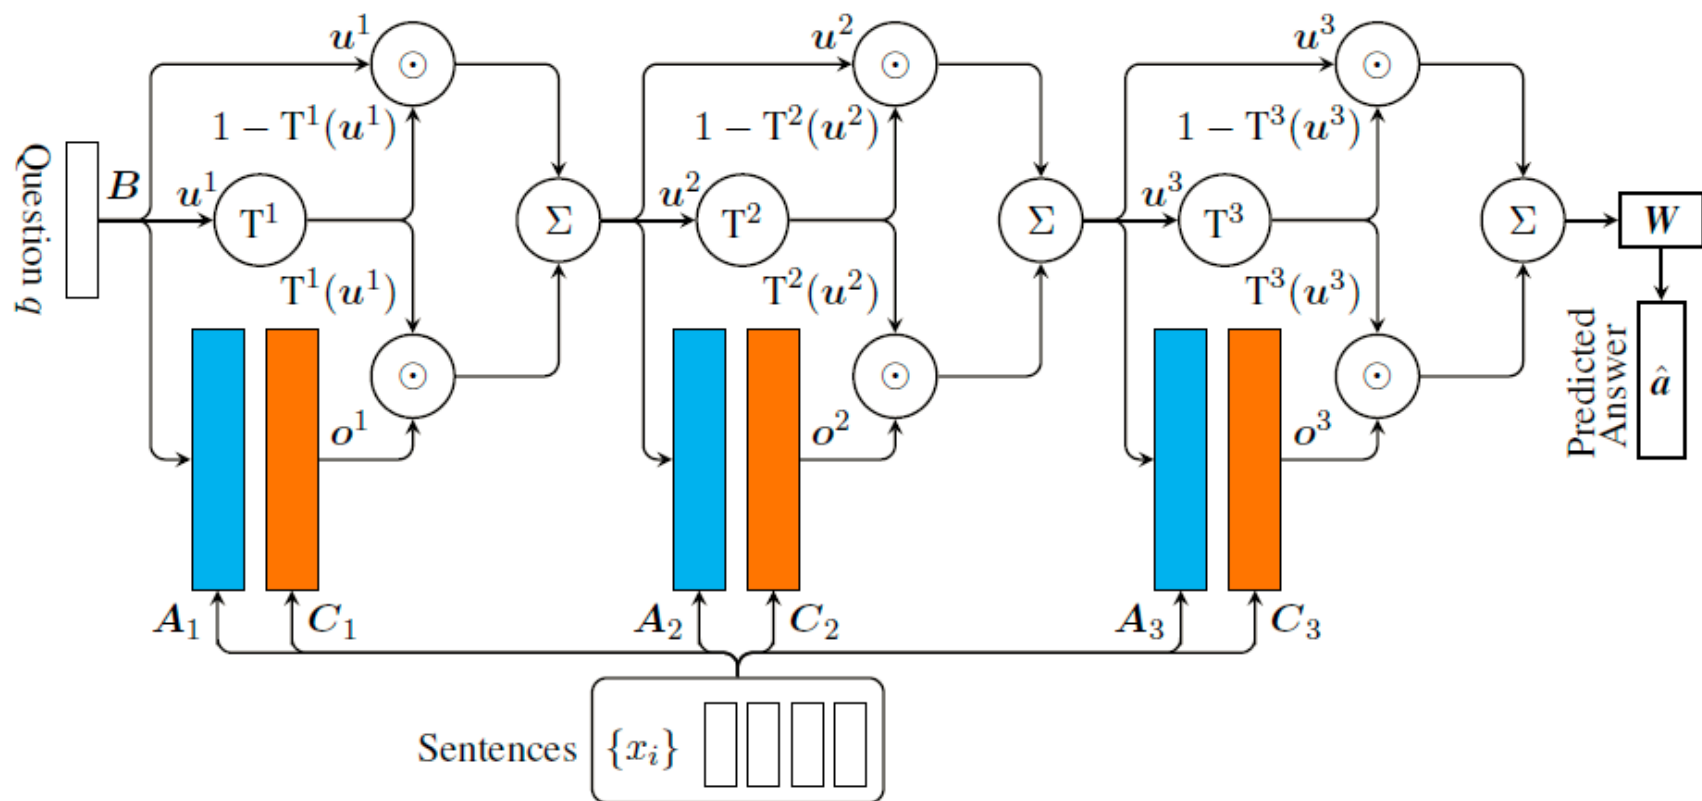 Question q
B
u¹
u¹
⊙
1 − T¹(u¹)
T¹
T¹(u¹)
⊙
o¹
Σ
A₁
C₁
u²
u²
⊙
1 − T²(u²)
T²
T²(u²)
⊙
o²
Σ
A₂
C₂
u³
u³
⊙
1 − T³(u³)
T³
T³(u³)
⊙
o³
Σ
A₃
C₃
W
Predicted
Answer
â
Sentences {xᵢ}